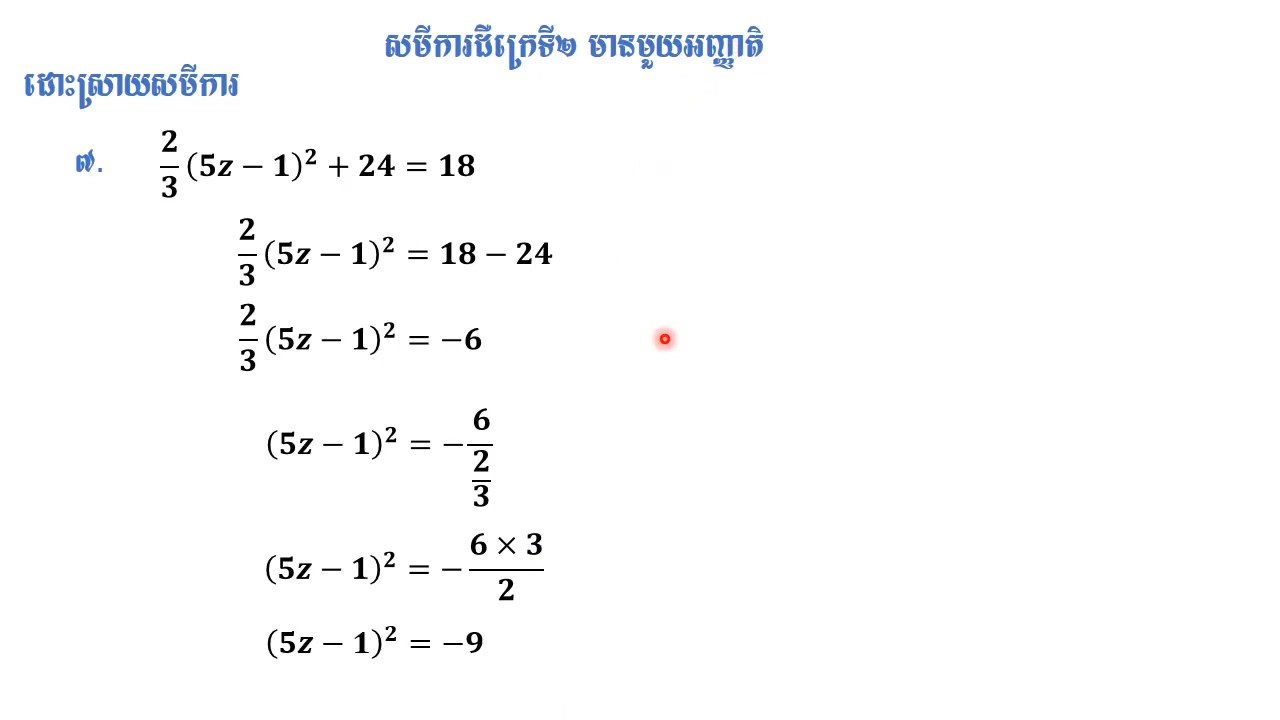 សមីការដឺក្រេទី២ មានមួយអញ្ញាតិ
ដោះស្រាយសមីការ
៧. 2/3 (5z − 1)² + 24 = 18
2/3 (5z − 1)² = 18 − 24
2/3 (5z − 1)² = −6
(5z − 1)² = − 6/(2/3)
(5z − 1)² = − (6 × 3)/2
(5z − 1)² = −9